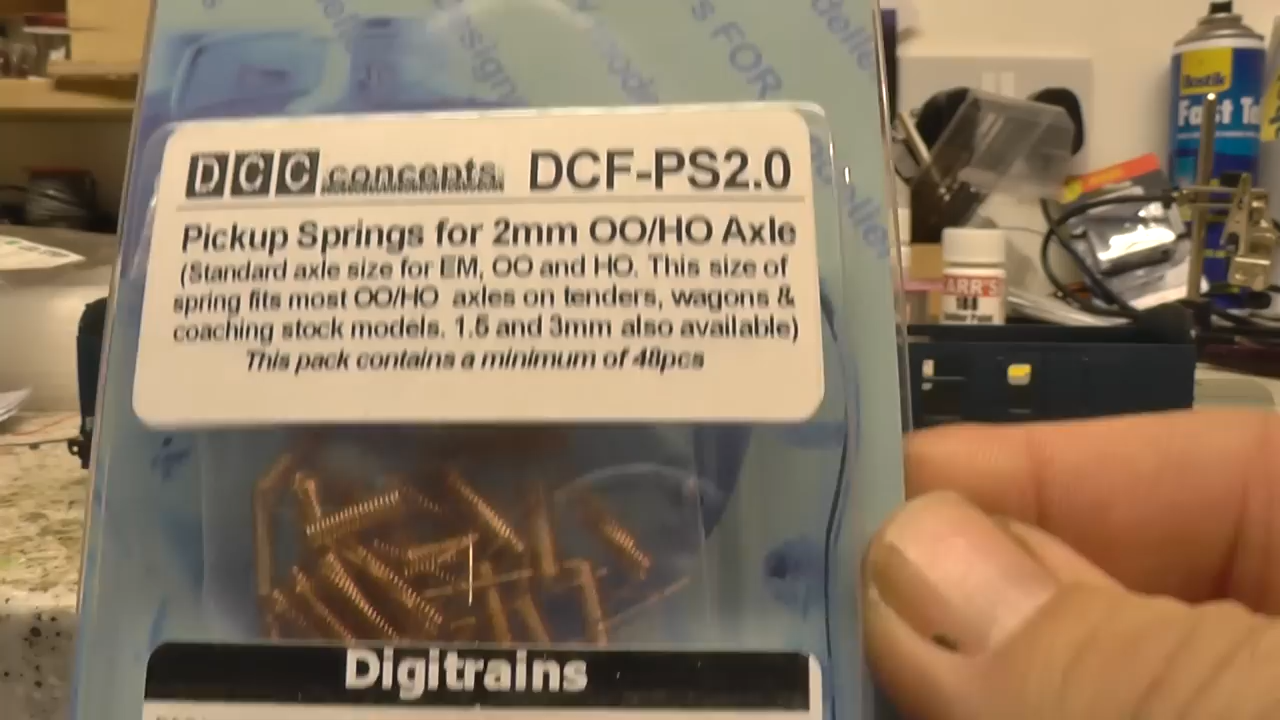 s FOR
DCC concepts DCF-PS2.0
Pickup Springs for 2mm OO/HO Axle
(Standard axle size for EM, OO and HO. This size of
spring fits most OO/HO axles on tenders, wagons &
coaching stock models. 1.5 and 3mm also available)
This pack contains a minimum of 48pcs
Digitrains
Bostik
Fast Ta
ARR'S